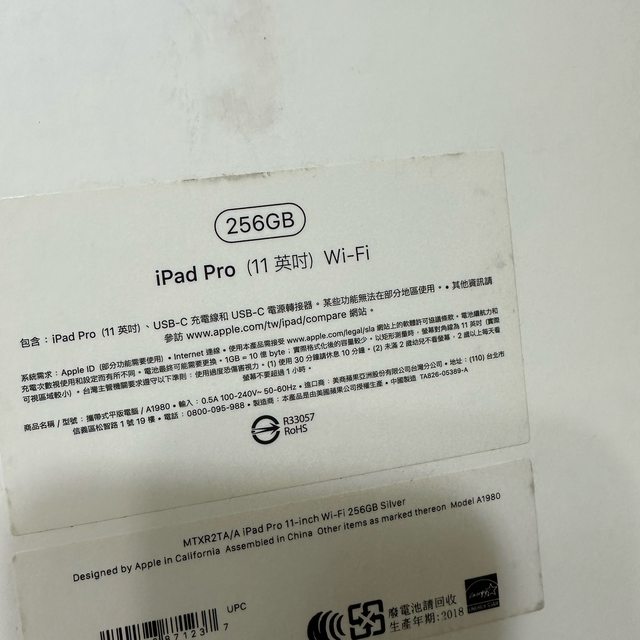 256GB
iPad Pro (11 英吋) Wi-Fi
包含：iPad Pro (11 英吋)、USB-C 充電線和 USB-C 電源轉接器。某些功能無法在部分地區使用。• 其他資訊請
參訪 www.apple.com/tw/ipad/compare 網站。
系統需求：Apple ID (部分功能需要使用) • Internet 連線 • 使用本產品需接受 www.apple.com/legal/sla 網站上的軟體許可協議條款。電池續航力和
充電次數視使用和設定而有所不同。電池最終可能需要更換。1GB = 10 億 byte；實際格式化後的容量較少。以矩形測量時，螢幕對角線為 11 英吋 (實際
可視區域較小)。台灣主管機關要求遵守以下準則：使用過度恐傷害視力。(1) 使用 30 分鐘請休息 10 分鐘。(2) 未滿 2 歲幼兒不看螢幕，2 歲以上每天看
螢幕不要超過 1 小時。
商品名稱 / 型號：攜帶式平版電腦 / A1980 • 輸入：0.5A 100-240V~ 50-60Hz • 進口商：美商蘋果亞洲股份有限公司台灣分公司 • 地址：(110) 台北市
信義區松智路 1 號 19 樓 • 電話：0800-095-988 • 製造商：本產品是由美國蘋果公司授權生產 • 中國製造 TA826-05389-A
R33057
RoHS
MTXR2TA/A iPad Pro 11-inch Wi-Fi 256GB Silver
Designed by Apple in California Assembled in China Other items as marked thereon Model A1980
UPC
87123 7
廢電池請回收
生產年期: 2018